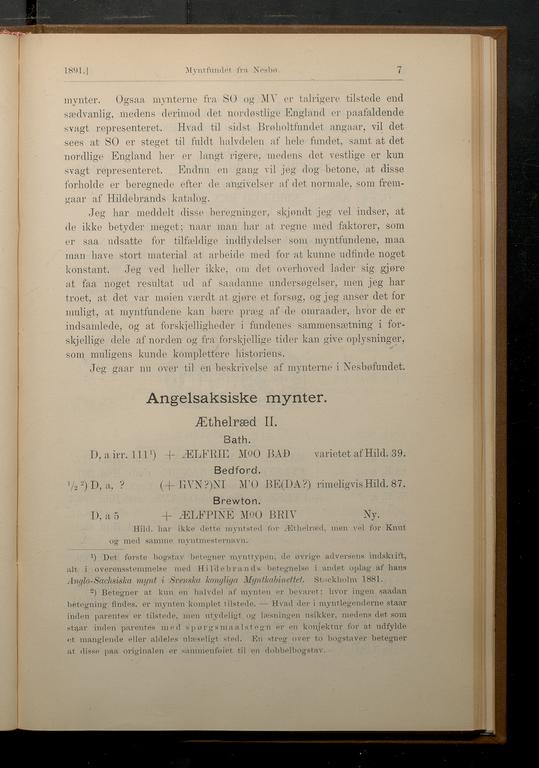 1891.] Myntfundet fra Nesbø. 7
mynter. Ogsaa mynterne fra SO og MV er talrigere tilstede end
sædvanlig, medens derimod det nordøstlige England er paafaldende
svagt representeret. Hvad til sidst Brøholtfundet angaar, vil det
sees at SO er steget til fuldt halvdelen af hele fundet, samt at det
nordlige England her er langt rigere, medens det vestlige er kun
svagt representeret. Endnu en gang vil jeg dog betone, at disse
forholde er beregnede efter de angivelser af det normale, som frem-
gaar af Hildebrands katalog.
Jeg har meddelt disse beregninger, skjøndt jeg vel indser, at
de ikke betyder meget; naar man har at regne med faktorer, som
er saa udsatte for tilfældige indflydelser som myntfundene, maa
man have stort material at arbeide med for at kunne udfinde noget
konstant. Jeg ved heller ikke, om det overhoved lader sig gjøre
at faa noget resultat ud af saadanne undersøgelser, men jeg har
troet, at det var møien værdt at gjøre et forsøg, og jeg anser det for
muligt, at myntfundene kan bære præg af de omraader, hvor de er
indsamlede, og at forskjelligheder i fundenes sammensætning i for-
skjellige dele af norden og fra forskjellige tider kan give oplysninger,
som muligens kunde komplettere historiens.
Jeg gaar nu over til en beskrivelse af mynterne i Nesbøfundet.
Angelsaksiske mynter.
Æthelræd II.
Bath.
D, a irr. 111¹) + ÆLFRIE MºO BAÐ varietet af Hild. 39.
Bedford.
¹/₂ ²) D, a, ? (+ HVN?)NI M'O BE(DA?) rimeligvis Hild. 87.
Brewton.
D, a 5 + ÆLFPINE MºO BRIV Ny.
Hild. har ikke dette myntsted for Æthelræd, men vel for Knut
og med samme myntmesternavn.
¹) Det første bogstav betegner mynttypen, de øvrige adversens indskrift,
alt i overensstemmelse med Hildebrands betegnelse i andet oplag af hans
Anglo-Sachsiska mynt i Svenska kongliga Myntkabinettet. Stockholm 1881.
²) Betegner at kun en halvdel af mynten er bevaret; hvor ingen saadan
betegning findes, er mynten komplet tilstede. — Hvad der i myntlegenderne staar
inden parentes er tilstede, men utydeligt og læsningen usikker, medens det som
staar inden parentes med spørgsmaalstegn er en konjektur for at udfylde
et manglende eller aldeles ulæseligt sted. En streg over to bogstaver betegner
at disse paa originalen er sammenføiet til en dobbelbogstav.